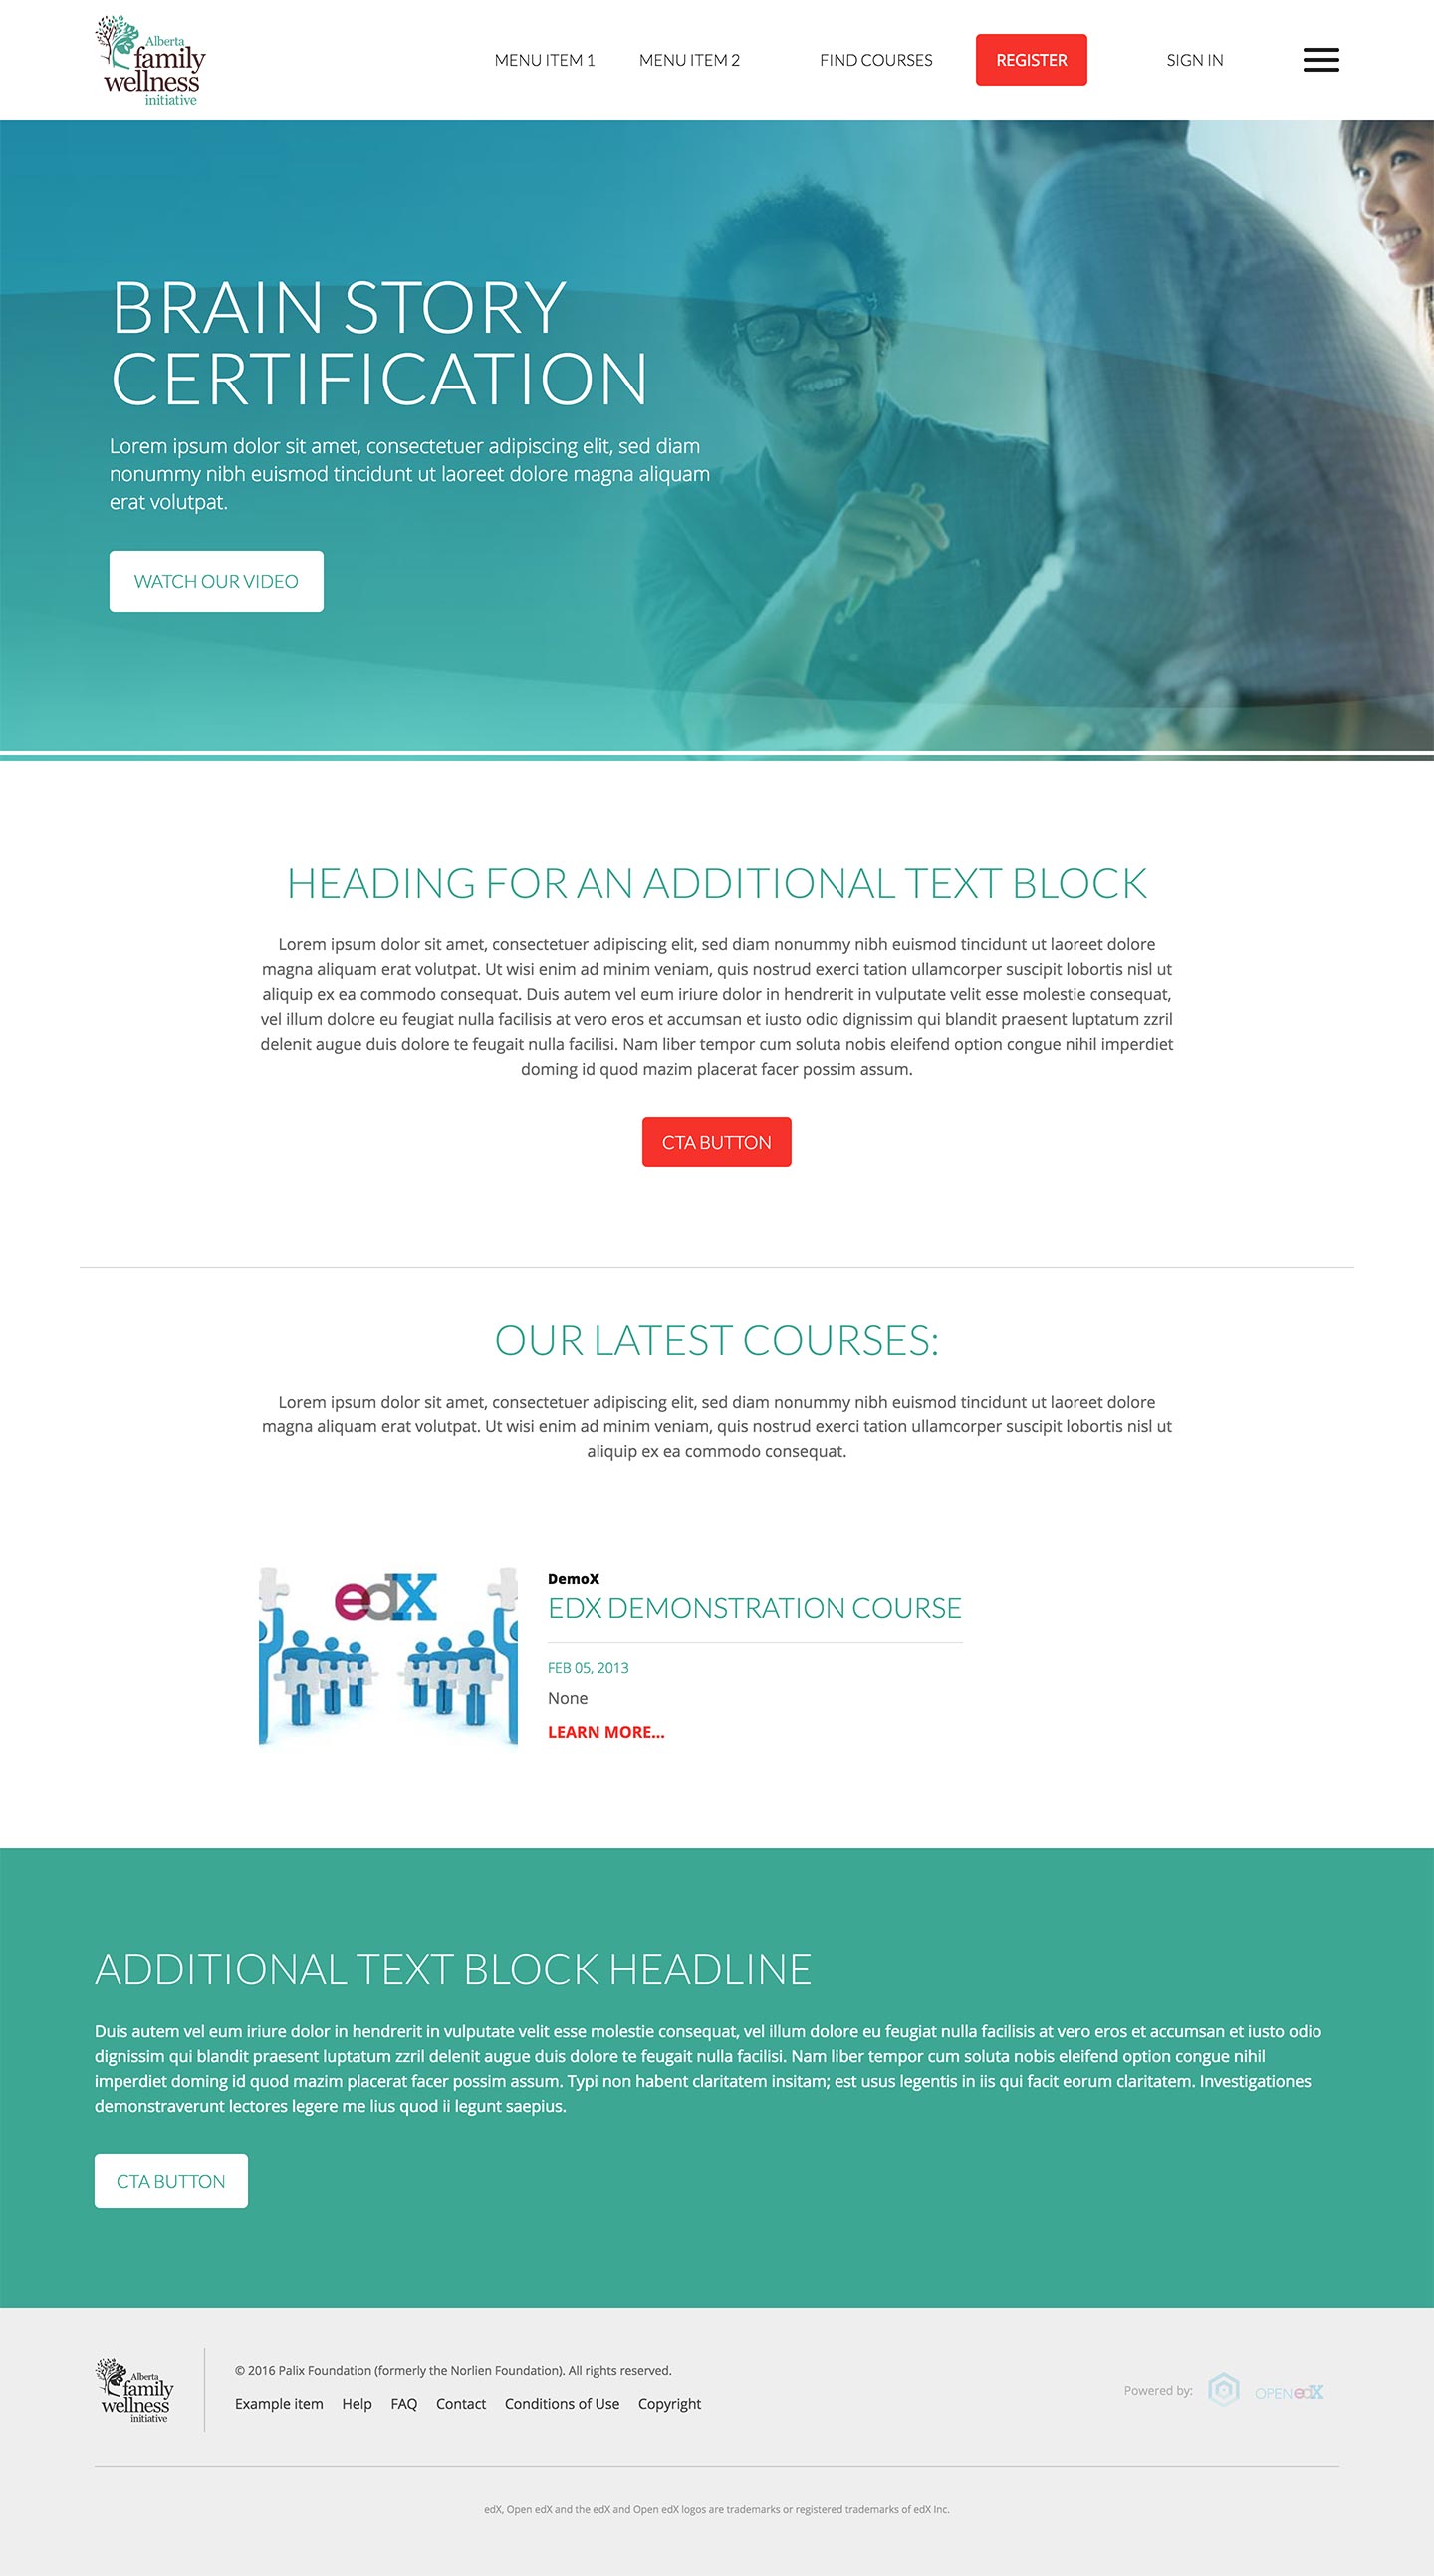 Alberta
family
wellness
initiative
MENU ITEM 1 MENU ITEM 2 FIND COURSES REGISTER SIGN IN
BRAIN STORY
CERTIFICATION
Lorem ipsum dolor sit amet, consectetuer adipiscing elit, sed diam
nonummy nibh euismod tincidunt ut laoreet dolore magna aliquam
erat volutpat.
WATCH OUR VIDEO
HEADING FOR AN ADDITIONAL TEXT BLOCK
Lorem ipsum dolor sit amet, consectetuer adipiscing elit, sed diam nonummy nibh euismod tincidunt ut laoreet dolore
magna aliquam erat volutpat. Ut wisi enim ad minim veniam, quis nostrud exerci tation ullamcorper suscipit lobortis nisl ut
aliquip ex ea commodo consequat. Duis autem vel eum iriure dolor in hendrerit in vulputate velit esse molestie consequat,
vel illum dolore eu feugiat nulla facilisis at vero eros et accumsan et iusto odio dignissim qui blandit praesent luptatum zzril
delenit augue duis dolore te feugait nulla facilisi. Nam liber tempor cum soluta nobis eleifend option congue nihil imperdiet
doming id quod mazim placerat facer possim assum.
CTA BUTTON
OUR LATEST COURSES:
Lorem ipsum dolor sit amet, consectetuer adipiscing elit, sed diam nonummy nibh euismod tincidunt ut laoreet dolore
magna aliquam erat volutpat. Ut wisi enim ad minim veniam, quis nostrud exerci tation ullamcorper suscipit lobortis nisl ut
aliquip ex ea commodo consequat.
edX
DemoX
EDX DEMONSTRATION COURSE
FEB 05, 2013
None
LEARN MORE...
ADDITIONAL TEXT BLOCK HEADLINE
Duis autem vel eum iriure dolor in hendrerit in vulputate velit esse molestie consequat, vel illum dolore eu feugiat nulla facilisis at vero eros et accumsan et iusto odio
dignissim qui blandit praesent luptatum zzril delenit augue duis dolore te feugait nulla facilisi. Nam liber tempor cum soluta nobis eleifend option congue nihil
imperdiet doming id quod mazim placerat facer possim assum. Typi non habent claritatem insitam; est usus legentis in iis qui facit eorum claritatem. Investigationes
demonstraverunt lectores legere me lius quod ii legunt saepius.
CTA BUTTON
Alberta
family
wellness
initiative
© 2016 Palix Foundation (formerly the Norlien Foundation). All rights reserved.
Example item Help FAQ Contact Conditions of Use Copyright
Powered by: OPEN edX
edX, Open edX and the edX and Open edX logos are trademarks or registered trademarks of edX Inc.